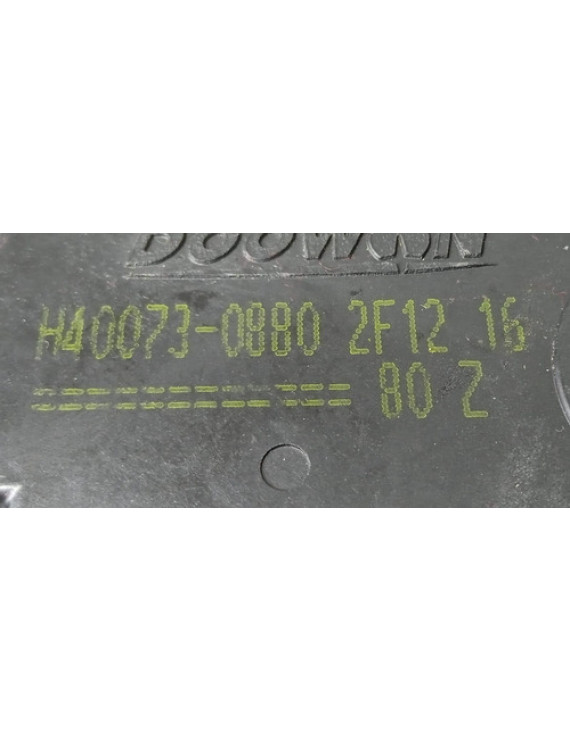 DOOWON
H40073-0880 2F12 16
============ 80 Z